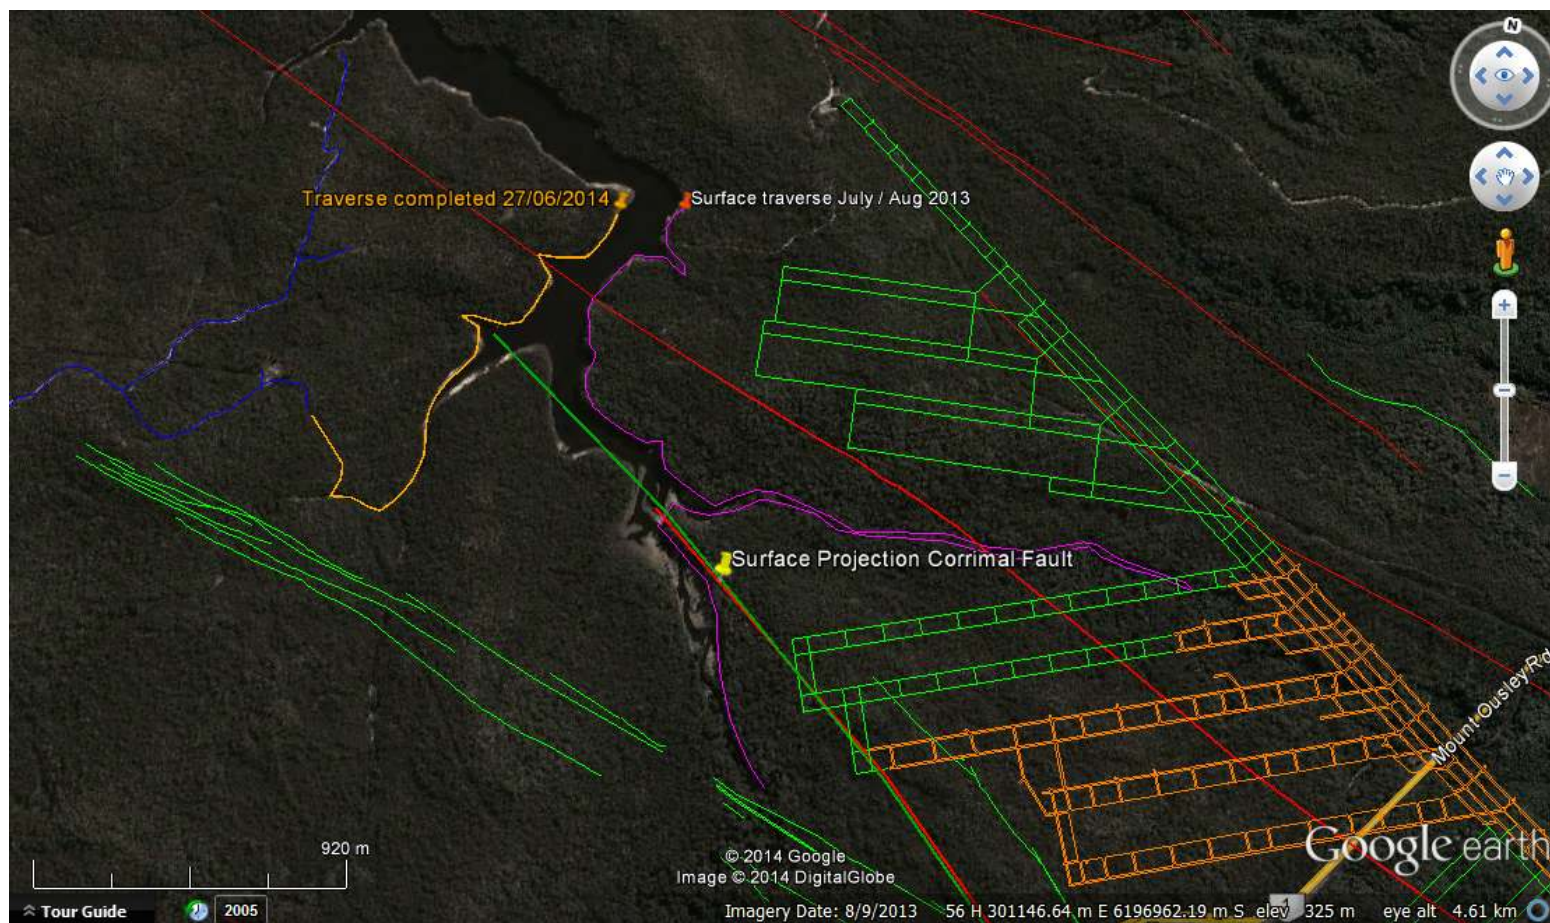 N
Traverse completed 27/06/2014
Surface traverse July / Aug 2013
Surface Projection Corrimal Fault
Mount Ousley Rd
920 m
Google earth
© 2014 Google
Image © 2014 DigitalGlobe
1
Tour Guide
2005
Imagery Date: 8/9/2013 56 H 301146.64 m E 6196962.19 m S elev 325 m eye alt 4.61 km